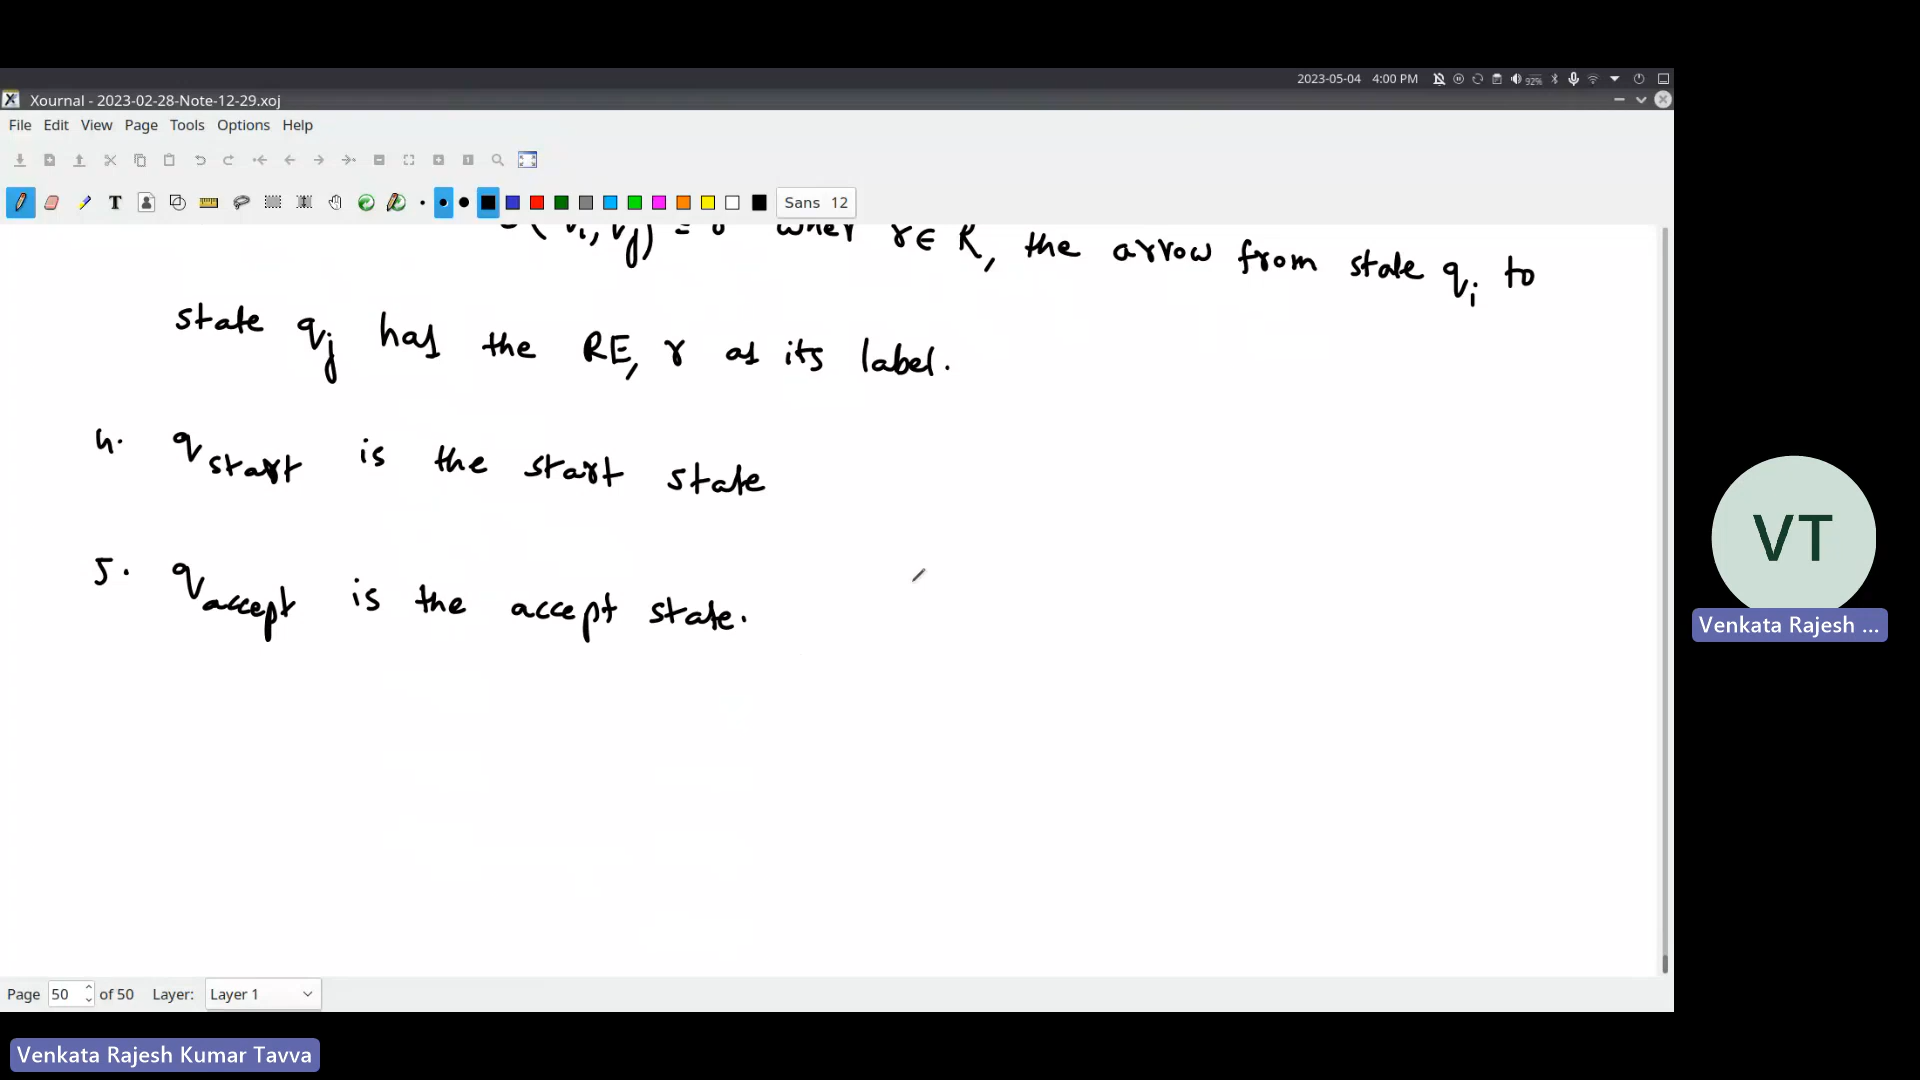 2023-05-04 4:00 PM 92%
Xournal - 2023-02-28-Note-12-29.xoj
File Edit View Page Tools Options Help
T Sans 12
r ∈ R, the arrow from state qi to
state qj has the RE, r as its label.
4. q start is the start state
5. q accept is the accept state.
VT
Venkata Rajesh ...
Page 50 of 50 Layer: Layer 1
Venkata Rajesh Kumar Tavva